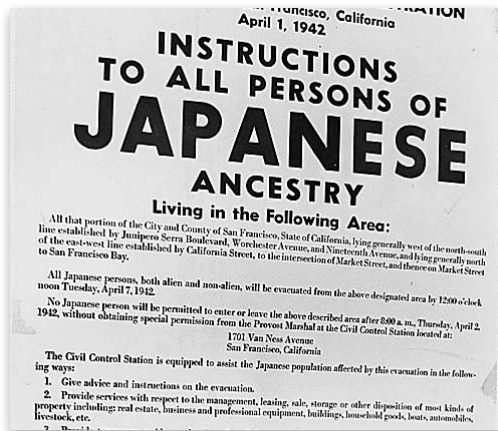 Francisco, California
April 1, 1942
INSTRUCTIONS
TO ALL PERSONS OF
JAPANESE
ANCESTRY
Living in the Following Area:
All that portion of the City and County of San Francisco, State of California, lying generally west of the north-south
line established by Junipero Serra Boulevard, Worchester Avenue, and Nineteenth Avenue, and lying generally north
of the east-west line established by California Street, to the intersection of Market Street, and thence on Market Street
to San Francisco Bay.
All Japanese persons, both alien and non-alien, will be evacuated from the above designated area by 12:00 o'clock
noon Tuesday, April 7, 1942.
No Japanese person will be permitted to enter or leave the above described area after 8:00 a. m., Thursday, April 2,
1942, without obtaining special permission from the Provost Marshal at the Civil Control Station located at:
1701 Van Ness Avenue
San Francisco, California
The Civil Control Station is equipped to assist the Japanese population affected by this evacuation in the follow-
ing ways:
1. Give advice and instructions on the evacuation.
2. Provide services with respect to the management, leasing, sale, storage or other disposition of most kinds of
property including: real estate, business and professional equipment, buildings, household goods, boats, automobiles,
livestock, etc.